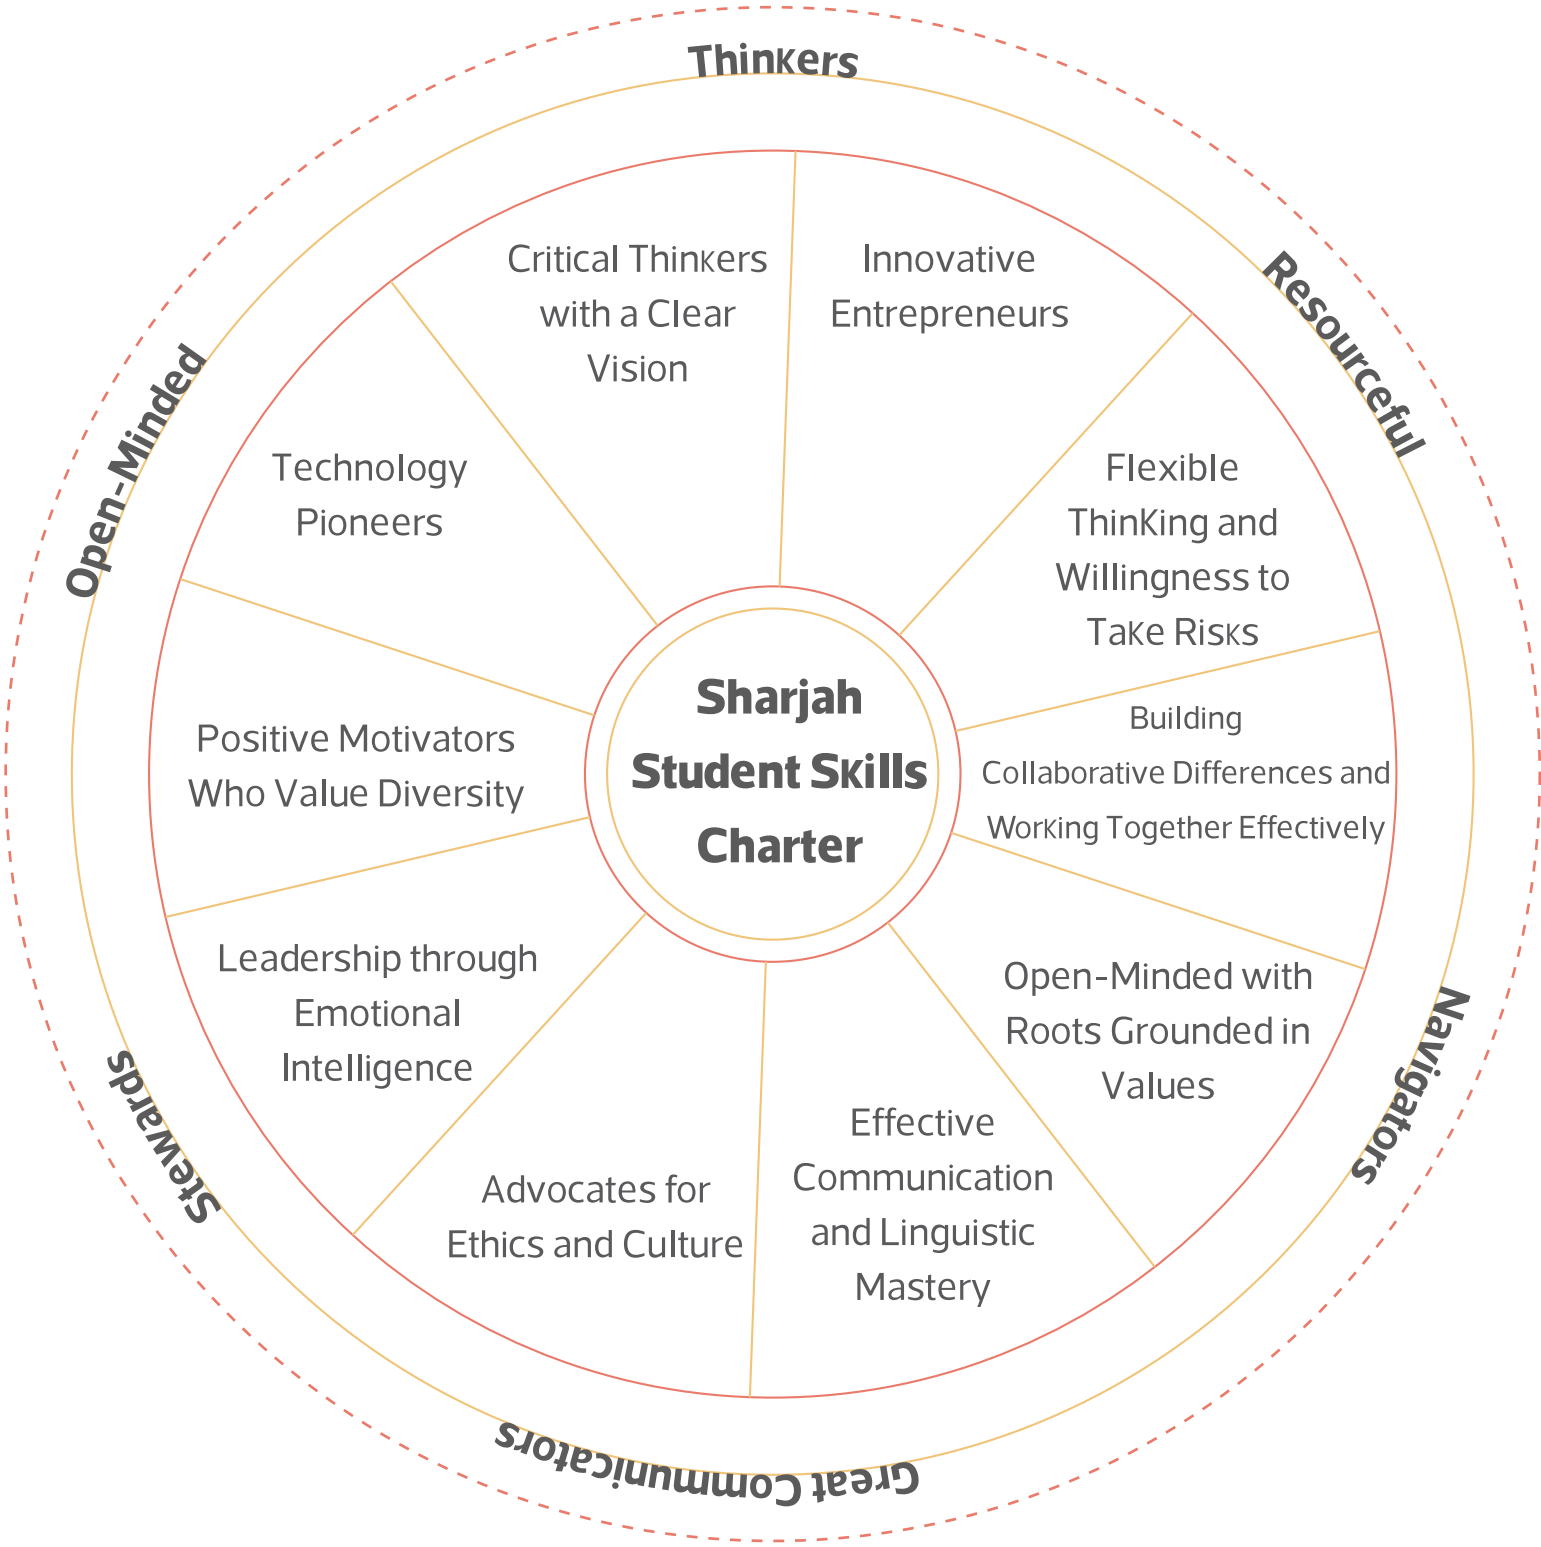 Thinkers
Resourceful
Navigators
Great Communicators
Stewards
Open-Minded
Critical Thinkers
with a Clear
Vision
Innovative
Entrepreneurs
Flexible
Thinking and
Willingness to
Take Risks
Building
Collaborative Differences and
Working Together Effectively
Open-Minded with
Roots Grounded in
Values
Effective
Communication
and Linguistic
Mastery
Advocates for
Ethics and Culture
Leadership through
Emotional
Intelligence
Positive Motivators
Who Value Diversity
Technology
Pioneers
Sharjah
Student Skills
Charter